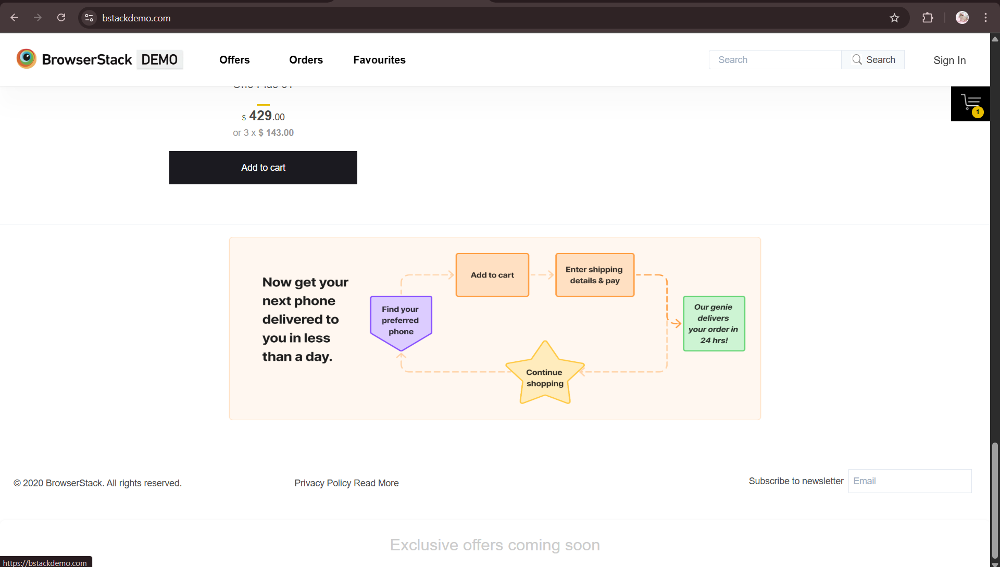 bstackdemo.com
BrowserStack DEMO
Offers
Orders
Favourites
Search
Search
Sign In
1
$ 429.00
or 3 x $ 143.00
Add to cart
Now get your
next phone
delivered to
you in less
than a day.
Find your
preferred
phone
Add to cart
Enter shipping
details & pay
Our genie
delivers
your order in
24 hrs!
Continue
shopping
© 2020 BrowserStack. All rights reserved.
Privacy Policy Read More
Subscribe to newsletter
Email
Exclusive offers coming soon
https://bstackdemo.com